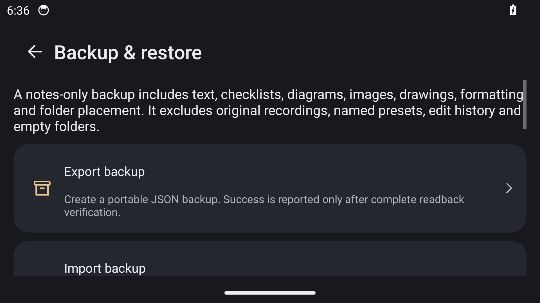 6:36
Backup & restore
A notes-only backup includes text, checklists, diagrams, images, drawings, formatting
and folder placement. It excludes original recordings, named presets, edit history and
empty folders.
Export backup
Create a portable JSON backup. Success is reported only after complete readback
verification.
Import backup